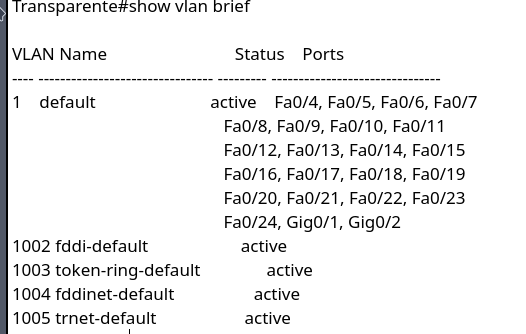 Transparente#show vlan brief
VLAN Name Status Ports
---- -------------------------------- --------- -------------------------------
1 default active Fa0/4, Fa0/5, Fa0/6, Fa0/7
Fa0/8, Fa0/9, Fa0/10, Fa0/11
Fa0/12, Fa0/13, Fa0/14, Fa0/15
Fa0/16, Fa0/17, Fa0/18, Fa0/19
Fa0/20, Fa0/21, Fa0/22, Fa0/23
Fa0/24, Gig0/1, Gig0/2
1002 fddi-default active
1003 token-ring-default active
1004 fddinet-default active
1005 trnet-default active